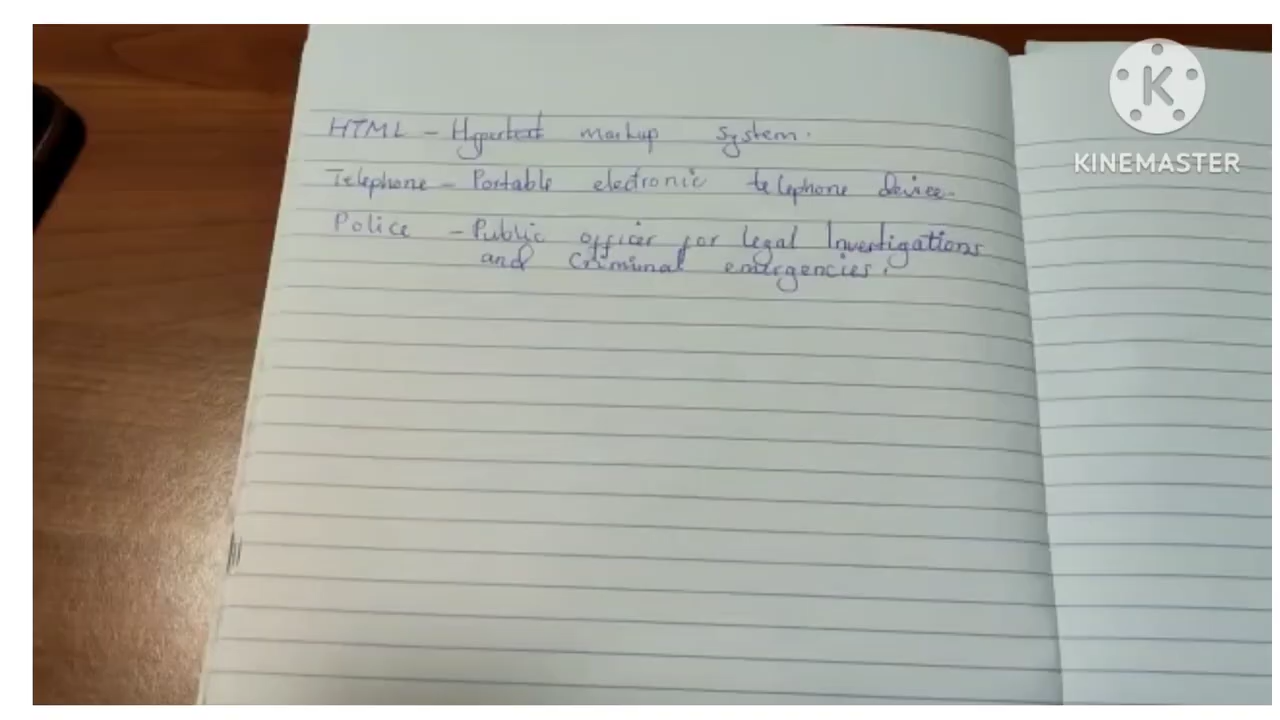 HTML - Hypertext markup system.
Telephone - Portable electronic telephone device.
Police - Public officer for legal Investigations
and Criminal emergencies.
K
KINEMASTER